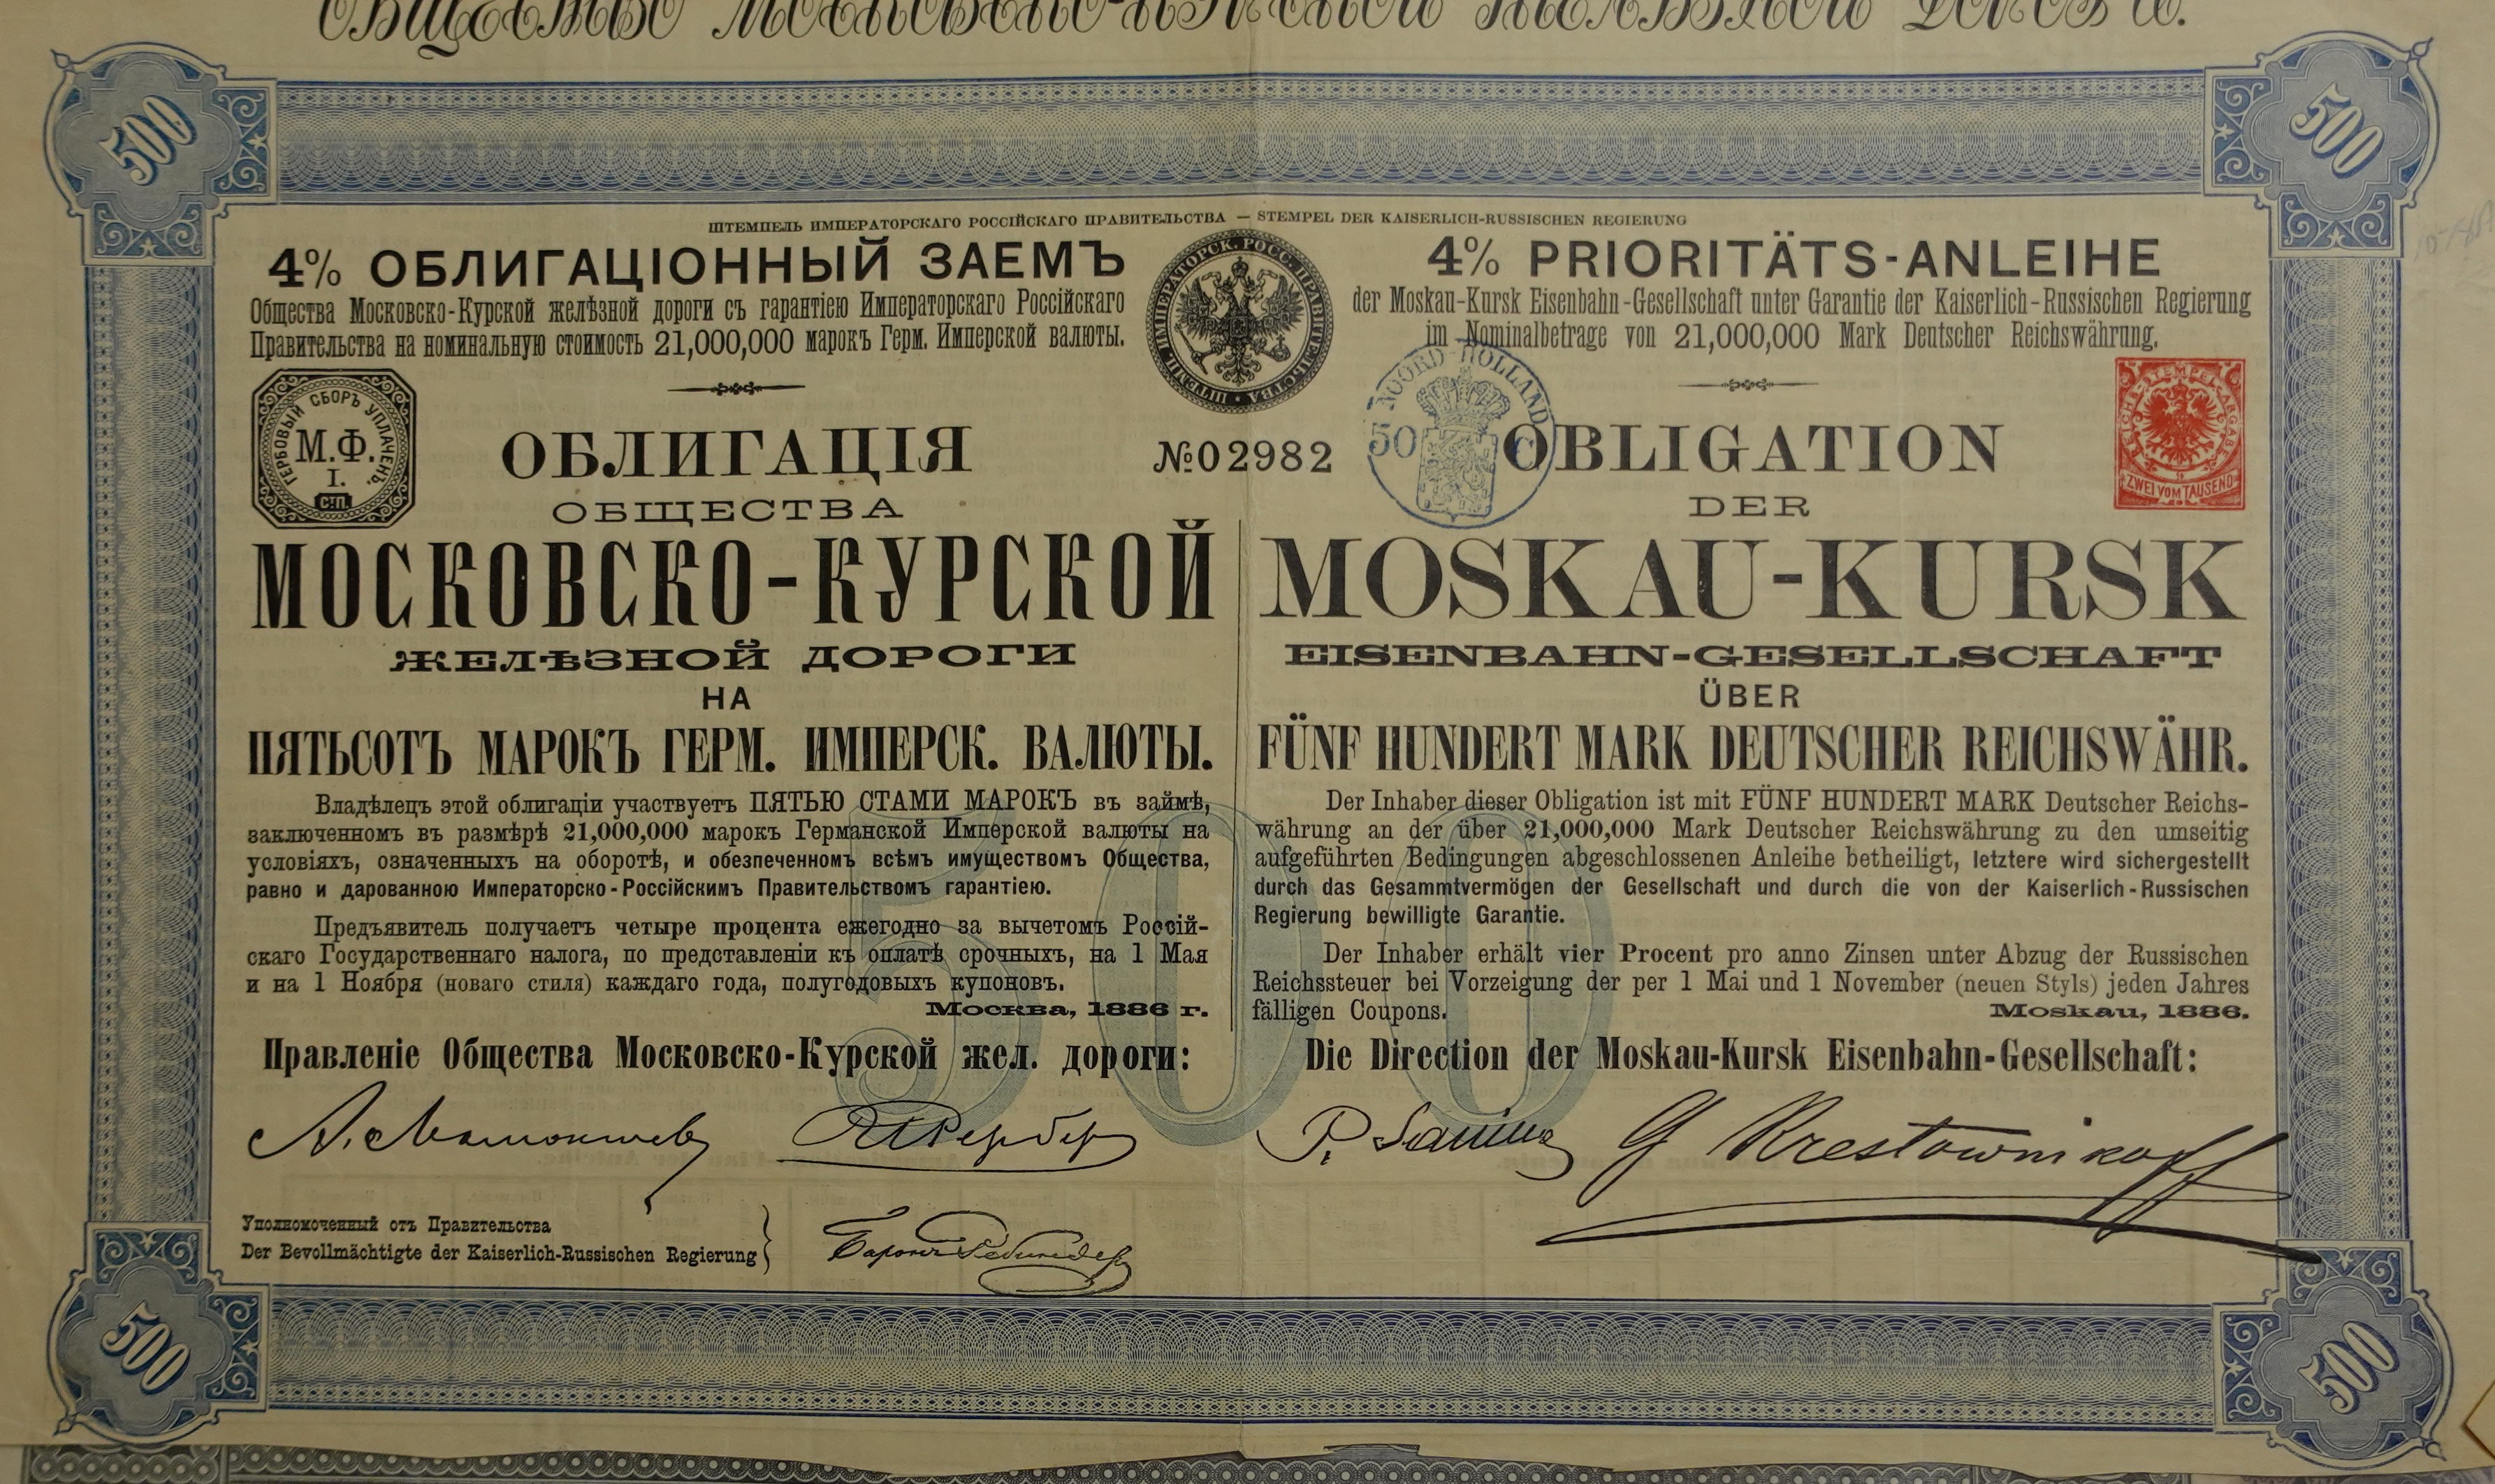 ОБЩЕСТВО МОСКОВСКО-КУРСКОЙ ЖЕЛѢЗНОЙ ДОРОГИ.
500
500
ШТЕМПЕЛЬ ИМПЕРАТОРСКАГО РОССІЙСКАГО ПРАВИТЕЛЬСТВА — STEMPEL DER KAISERLICH-RUSSISCHEN REGIERUNG
4% ОБЛИГАЦІОННЫЙ ЗАЕМЪ
Общества Московско-Курской желѣзной дороги съ гарантіею Императорскаго Россійскаго
Правительства на номинальную стоимость 21,000,000 марокъ Герм. Имперской валюты.
ШТЕМП. ИМПЕРАТОРСК. РОСС. ПРАВИТЕЛЬСТВА
4% PRIORITÄTS-ANLEIHE
der Moskau-Kursk Eisenbahn-Gesellschaft unter Garantie der Kaiserlich-Russischen Regierung
im Nominalbetrage von 21,000,000 Mark Deutscher Reichswährung.
ГЕРБОВЫЙ СБОРЪ УПЛАЧЕНЪ.
М.Ф.
I.
С.П.
NOORD-HOLLAND
50 C
REICHS-STEMPEL-ABGABE
ZWEI VOM TAUSEND
ОБЛИГАЦІЯ
ОБЩЕСТВА
МОСКОВСКО-КУРСКОЙ
ЖЕЛѢЗНОЙ ДОРОГИ
НА
ПЯТЬСОТЪ МАРОКЪ ГЕРМ. ИМПЕРСК. ВАЛЮТЫ.
№02982
OBLIGATION
DER
MOSKAU-KURSK
EISENBAHN-GESELLSCHAFT
ÜBER
FÜNF HUNDERT MARK DEUTSCHER REICHSWÄHR.
Владѣлецъ этой облигаціи участвуетъ ПЯТЬЮ СТАМИ МАРОКЪ въ займѣ,
заключенномъ въ размѣрѣ 21,000,000 марокъ Германской Имперской валюты на
условіяхъ, означенныхъ на оборотѣ, и обезпеченномъ всѣмъ имуществомъ Общества,
равно и дарованною Императорско-Россійскимъ Правительствомъ гарантіею.
Предъявитель получаетъ четыре процента ежегодно за вычетомъ Россій-
скаго Государственнаго налога, по представленіи къ оплатѣ срочныхъ, на 1 Мая
и на 1 Ноября (новаго стиля) каждаго года, полугодовыхъ купоновъ.
Москва, 1886 г.
Der Inhaber dieser Obligation ist mit FÜNF HUNDERT MARK Deutscher Reichs-
währung an der über 21,000,000 Mark Deutscher Reichswährung zu den umseitig
aufgeführten Bedingungen abgeschlossenen Anleihe betheiligt, letztere wird sichergestellt
durch das Gesammtvermögen der Gesellschaft und durch die von der Kaiserlich-Russischen
Regierung bewilligte Garantie.
Der Inhaber erhält vier Procent pro anno Zinsen unter Abzug der Russischen
Reichssteuer bei Vorzeigung der per 1 Mai und 1 November (neuen Styls) jeden Jahres
fälligen Coupons.
Moskau, 1886.
500
Правленіе Общества Московско-Курской жел. дороги:
Die Direction der Moskau-Kursk Eisenbahn-Gesellschaft:
G Krestownikoff
Уполномоченный отъ Правительства
Der Bevollmächtigte der Kaiserlich-Russischen Regierung
500
500